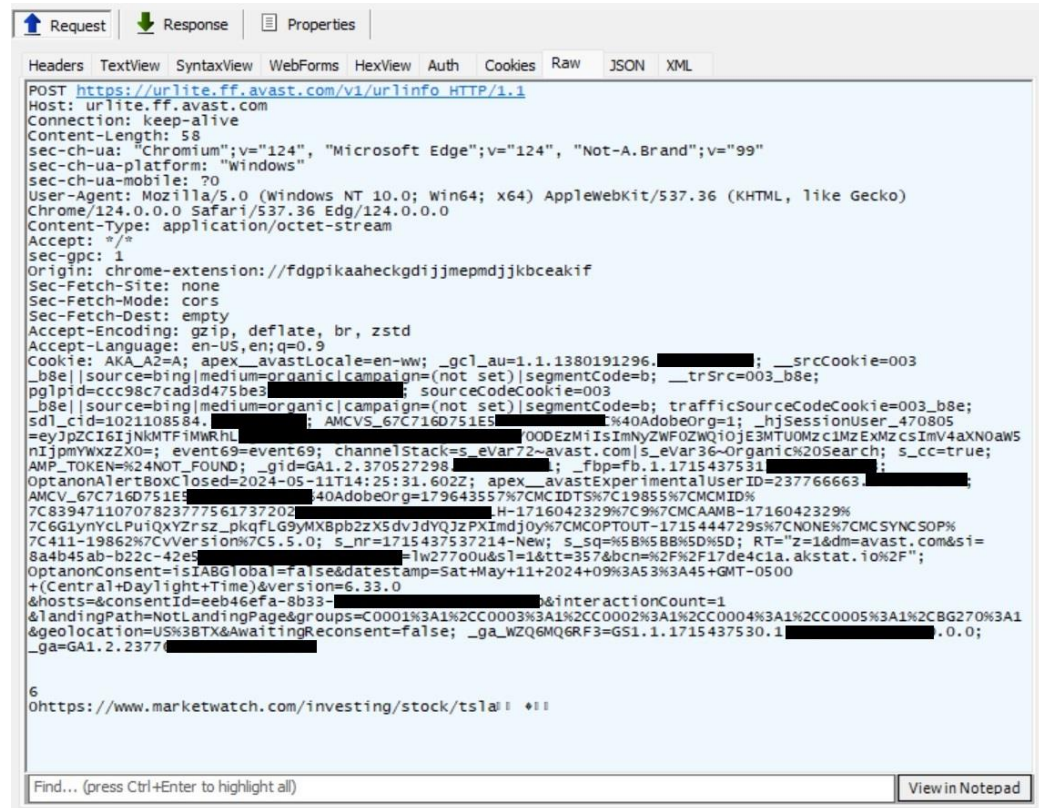 Request Response Properties
Headers TextView SyntaxView WebForms HexView Auth Cookies Raw JSON XML
POST https://urlite.ff.avast.com/v1/urlinfo HTTP/1.1
Host: urlite.ff.avast.com
Connection: keep-alive
Content-Length: 58
sec-ch-ua: "Chromium";v="124", "Microsoft Edge";v="124", "Not-A.Brand";v="99"
sec-ch-ua-platform: "Windows"
sec-ch-ua-mobile: ?0
User-Agent: Mozilla/5.0 (Windows NT 10.0; Win64; x64) AppleWebKit/537.36 (KHTML, like Gecko)
Chrome/124.0.0.0 Safari/537.36 Edg/124.0.0.0
Content-Type: application/octet-stream
Accept: */*
sec-gpc: 1
Origin: chrome-extension://fdgpikaaheckgdijjmepmdjjkbceakif
Sec-Fetch-Site: none
Sec-Fetch-Mode: cors
Sec-Fetch-Dest: empty
Accept-Encoding: gzip, deflate, br, zstd
Accept-Language: en-US,en;q=0.9
Cookie: AKA_A2=A; apex__avastLocale=en-ww; _gcl_au=1.1.1380191296. ; __srcCookie=003
_b8e||source=bing|medium=organic|campaign=(not set)|segmentCode=b; __trSrc=003_b8e;
pglpid=ccc98c7cad3d475be3 ; sourceCodeCookie=003
_b8e||source=bing|medium=organic|campaign=(not set)|segmentCode=b; trafficSourceCodeCookie=003_b8e;
sdl_cid=1021108584. ; AMCVS_67C716D751E5 C%40AdobeOrg=1; _hjSessionUser_470805
=eyJpZCI6IjNkMTFiMWRhL YOODEzMiIsImNyZWF0ZWQiOjE3MTU0Mzc1MzExMzcsImV4aXN0aW5
nIjpmYWxzZX0=; event69=event69; channelStack=s_eVar72~avast.com|s_eVar36~Organic%20Search; s_cc=true;
AMP_TOKEN=%24NOT_FOUND; _gid=GA1.2.370527298. 1; _fbp=fb.1.1715437531 ;
OptanonAlertBoxClosed=2024-05-11T14:25:31.602Z; apex__avastExperimentalUserID=237766663. ;
AMCV_67C716D751E5 40AdobeOrg=179643557%7CMCIDTS%7C19855%7CMCMID%
7C83947110707823777561737202 LH-1716042329%7C9%7CMCAAMB-1716042329%
7C6G1ynYcLPuiQxYZrsz_pkqfLG9yMXBpb2zX5dvJdYQJzPXImdj0y%7CMCOPTOUT-1715444729s%7CNONE%7CMCSYNCSOP%
7C411-19862%7CvVersion%7C5.5.0; s_nr=1715437537214-New; s_sq=%5B%5BB%5D%5D; RT="z=1&dm=avast.com&si=
8a4b45ab-b22c-42e5 =lw277o0u&sl=1&tt=357&bcn=%2F%2F17de4c1a.akstat.io%2F";
OptanonConsent=isIABGlobal=false&datestamp=Sat+May+11+2024+09%3A53%3A45+GMT-0500
+(Central+Daylight+Time)&version=6.33.0
&hosts=&consentId=eeb46efa-8b33- &interactionCount=1
&landingPath=NotLandingPage&groups=C0001%3A1%2CC0003%3A1%2CC0002%3A1%2CC0004%3A1%2CC0005%3A1%2CBG270%3A1
&geolocation=US%3BTX&AwaitingReconsent=false; _ga_WZQ6MQ6RF3=GS1.1.1715437530.1 .0.0;
_ga=GA1.2.2377
6
0https://www.marketwatch.com/investing/stock/tsla
Find... (press Ctrl+Enter to highlight all) View in Notepad